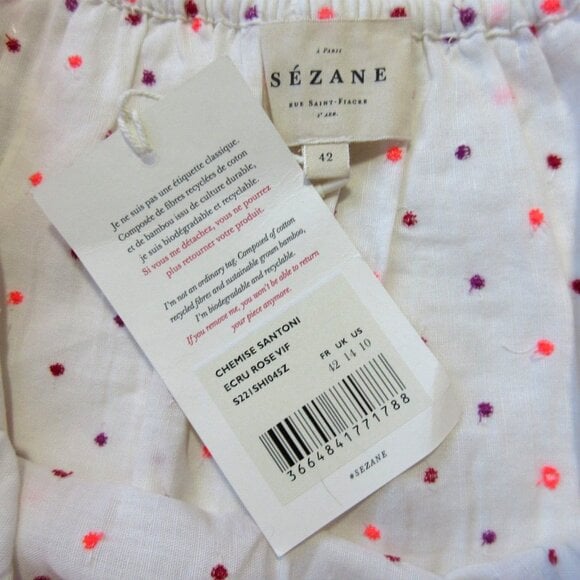 À PARIS
SÉZANE
RUE SAINT-FIACRE
2ᵉ ARR.
42
Je ne suis pas une étiquette classique.
Composée de fibres recyclées de coton
et de bambou issu de culture durable,
je suis biodégradable et recyclable.
Si vous me détachez, vous ne pourrez
plus retourner votre produit.
I'm not an ordinary tag. Composed of cotton
recycled fibres and sustainable grown bamboo,
I'm biodegradable and recyclable.
If you remove me, you won't be able to return
your piece anymore.
CHEMISE SANTONI
ECRU ROSE VIF
S221SHI045Z
FR UK US
42 14 10
3664841771788
#SEZANE